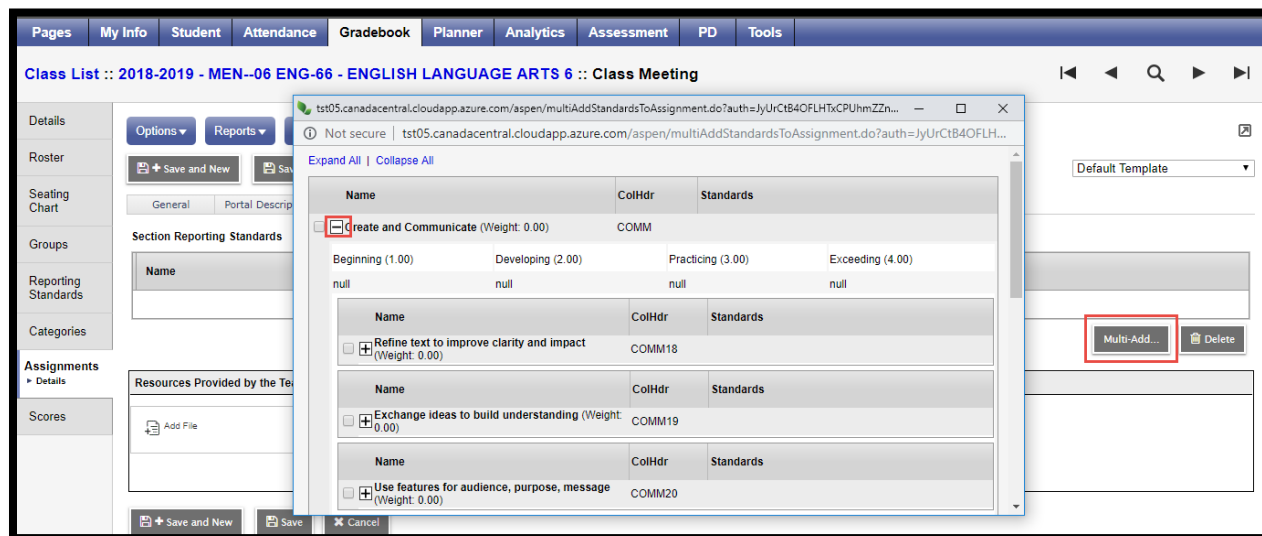 Pages My Info Student Attendance Gradebook Planner Analytics Assessment PD Tools
Class List :: 2018-2019 - MEN--06 ENG-66 - ENGLISH LANGUAGE ARTS 6 :: Class Meeting
Details
Roster
Seating
Chart
Groups
Reporting
Standards
Categories
Assignments
Details
Scores
Options Reports
+ Save and New
Default Template
General Portal Descrip
Section Reporting Standards
Name
Multi-Add... Delete
Resources Provided by the
Add File
+ Save and New Save Cancel
tst05.canadacentral.cloudapp.azure.com/aspen/multiAddStandardsToAssignment.do?auth=JyUrCtB4OFLHTxCPUhmZZn...
Not secure | tst05.canadacentral.cloudapp.azure.com/aspen/multiAddStandardsToAssignment.do?auth=JyUrCtB4OFLH...
Expand All | Collapse All
Name ColHdr Standards
Create and Communicate (Weight: 0.00) COMM
Beginning (1.00) Developing (2.00) Practicing (3.00) Exceeding (4.00)
null null null null
Name ColHdr Standards
Refine text to improve clarity and impact
(Weight: 0.00) COMM18
Name ColHdr Standards
Exchange ideas to build understanding (Weight:
0.00) COMM19
Name ColHdr Standards
Use features for audience, purpose, message
(Weight: 0.00) COMM20